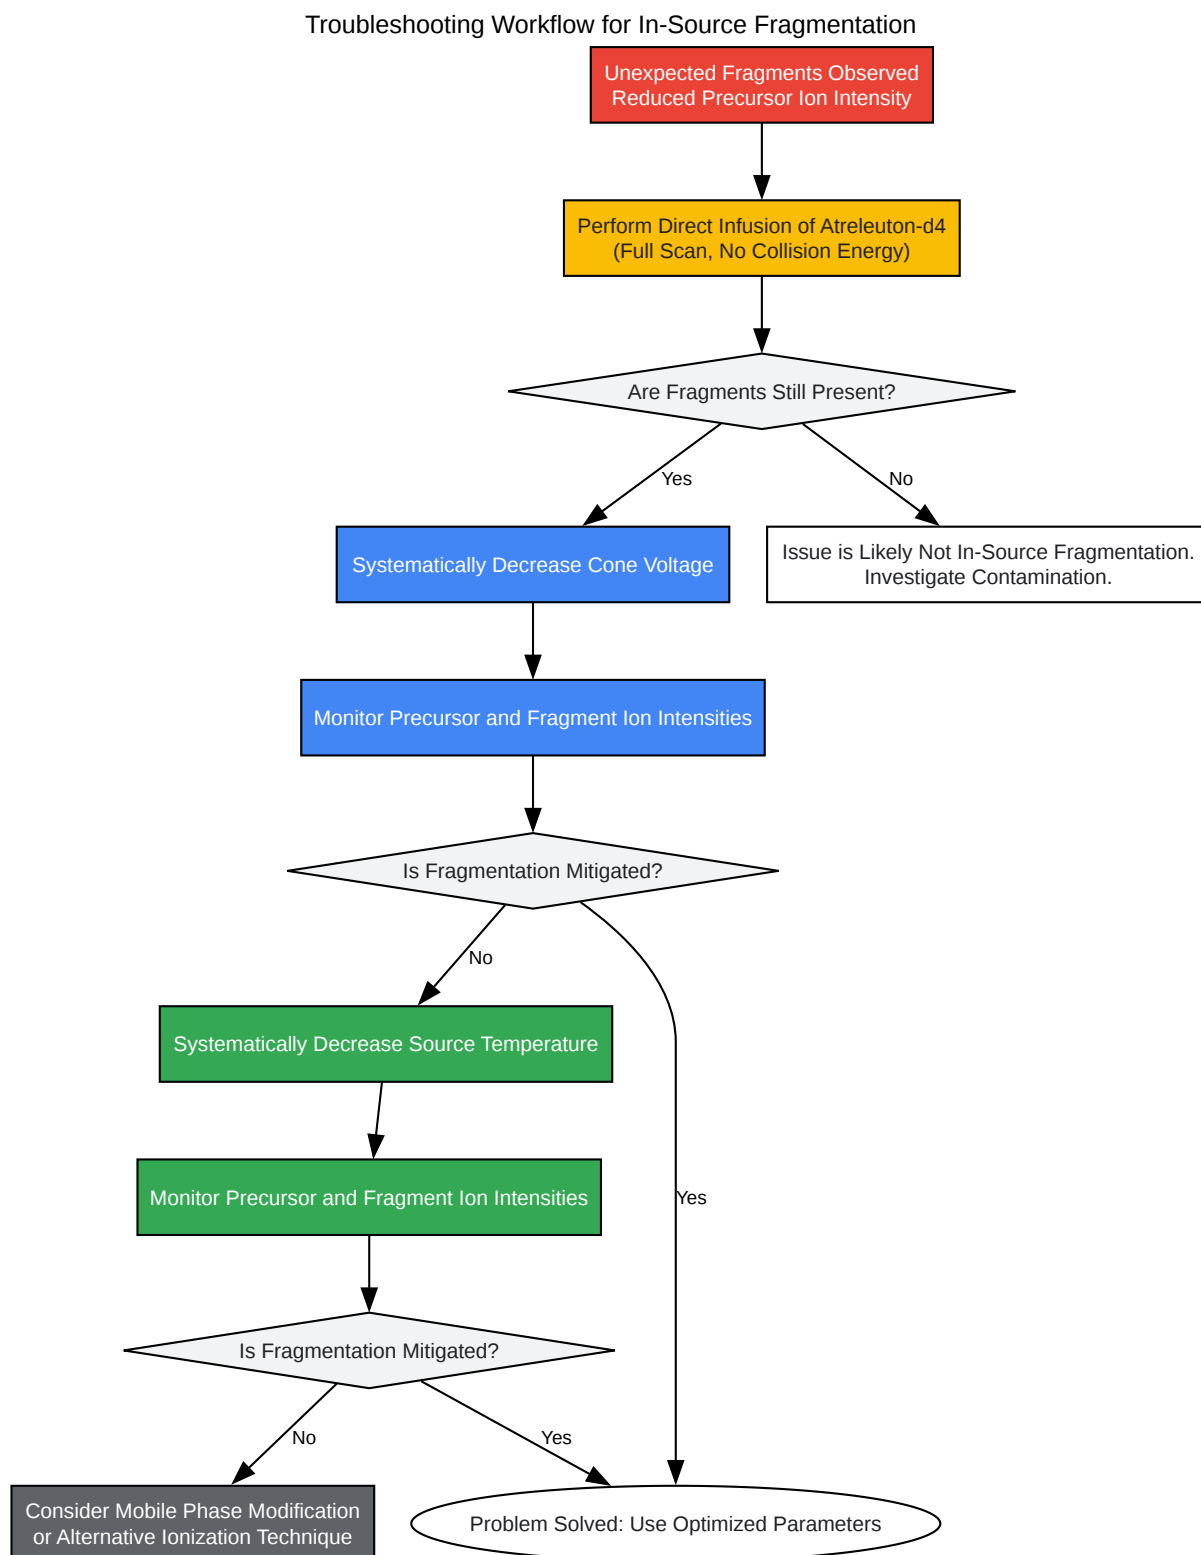 Troubleshooting Workflow for In-Source Fragmentation
Unexpected Fragments Observed
Reduced Precursor Ion Intensity
Perform Direct Infusion of Atreleuton-d4
(Full Scan, No Collision Energy)
Are Fragments Still Present?
Yes
No
Systematically Decrease Cone Voltage
Issue is Likely Not In-Source Fragmentation.
Investigate Contamination.
Monitor Precursor and Fragment Ion Intensities
Is Fragmentation Mitigated?
No
Systematically Decrease Source Temperature
Monitor Precursor and Fragment Ion Intensities
Yes
Is Fragmentation Mitigated?
No
Yes
Consider Mobile Phase Modification
or Alternative Ionization Technique
Problem Solved: Use Optimized Parameters